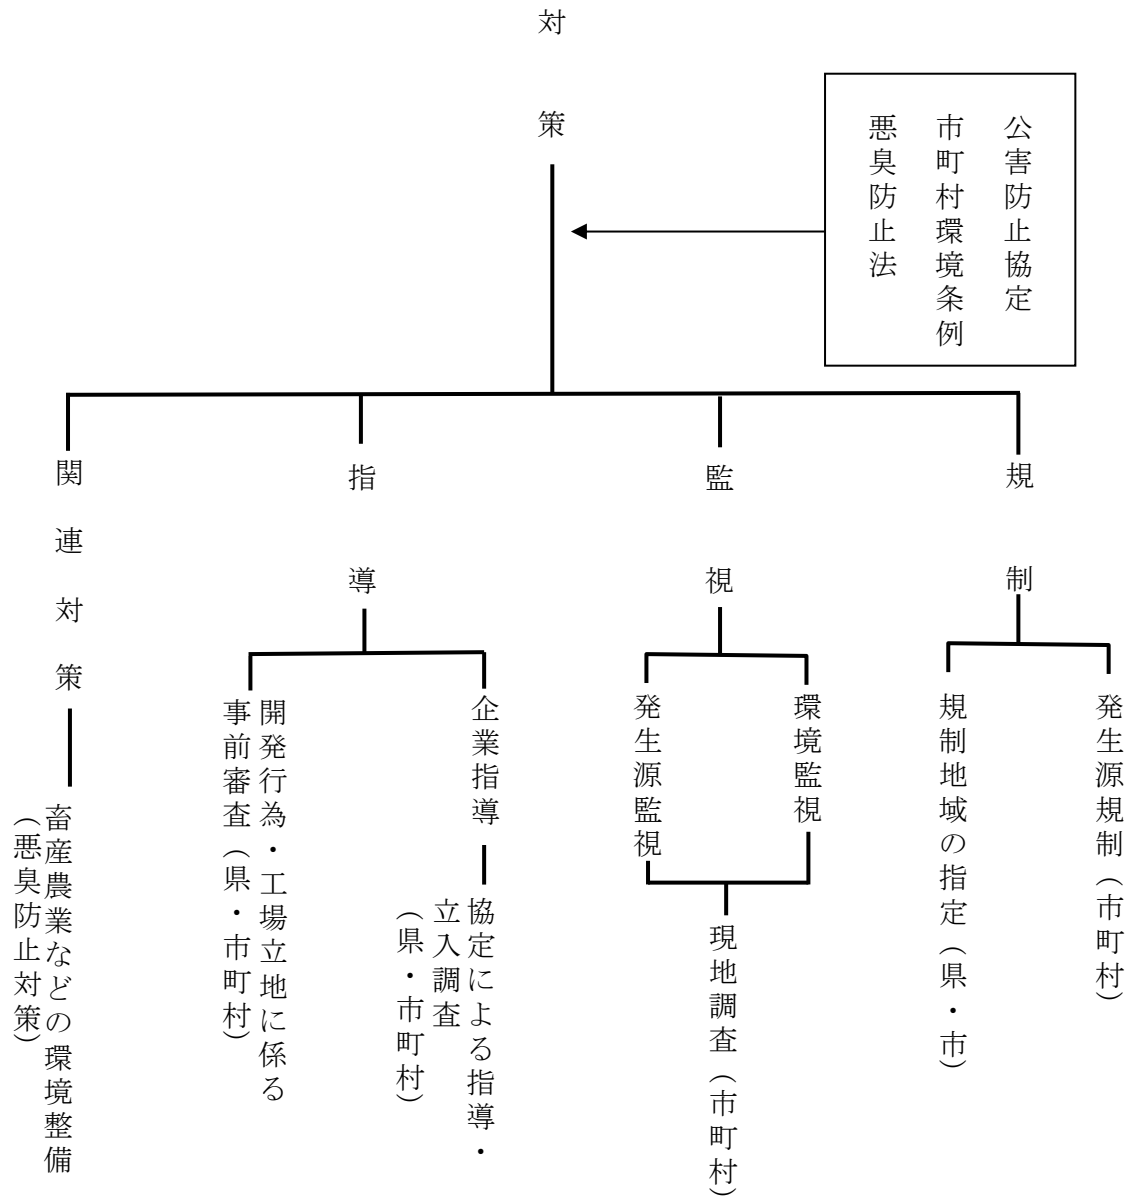 対策
公害防止協定
市町村環境条例
悪臭防止法
規制
発生源規制（市町村）
規制地域の指定（県・市）
監視
環境監視
発生源監視
現地調査（市町村）
指導
企業指導
協定による指導・
立入調査
（県・市町村）
開発行為・工場立地に係る
事前審査（県・市町村）
関連対策
畜産農業などの環境整備
（悪臭防止対策）